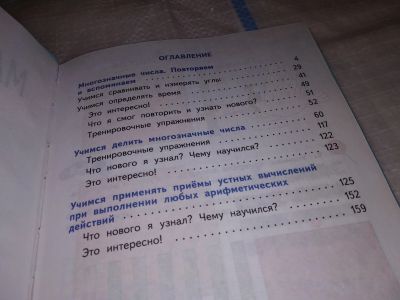 ОГЛАВЛЕНИЕ
Многозначные числа. Повторяем
и вспоминаем 4
Учимся сравнивать и измерять углы 29
Учимся определять время 41
Это интересно! 49
Что я смог повторить и узнать нового? 51
Тренировочные упражнения 52
Учимся делить многозначные числа 60
Тренировочные упражнения 117
Что нового я узнал? Чему научился? 122
Это интересно! 123
Учимся применять приёмы устных вычислений
при выполнении любых арифметических
действий 125
Что нового я узнал? Чему научился? 152
Это интересно! 159